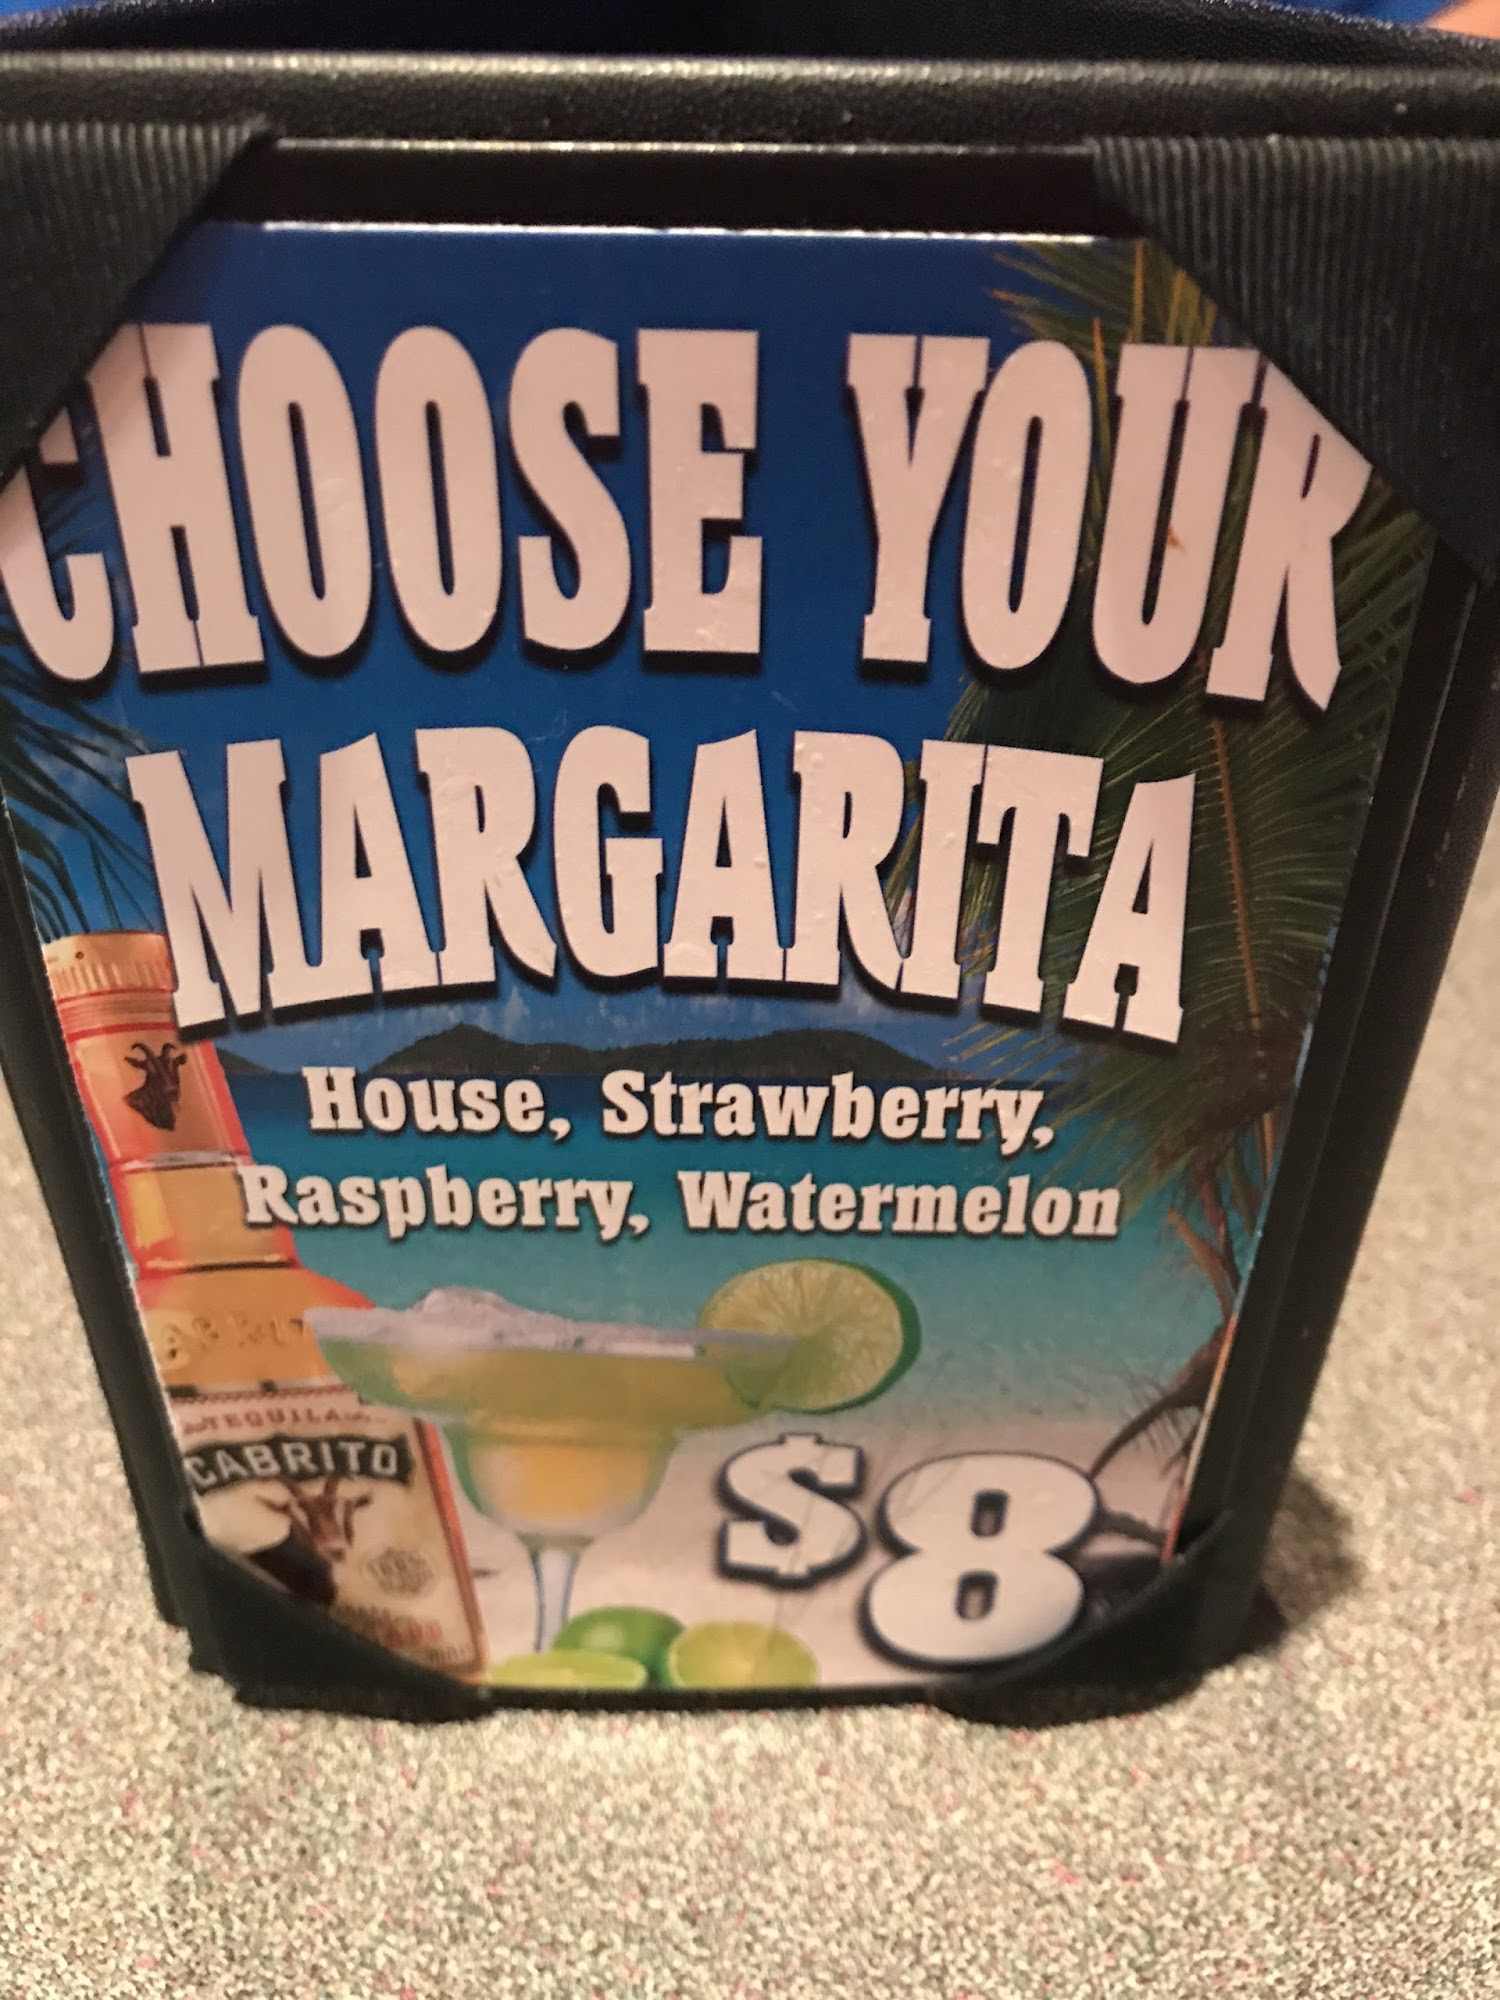 CHOOSE YOUR
MARGARITA
House, Strawberry,
Raspberry, Watermelon
TEQUILA
CABRITO
$8